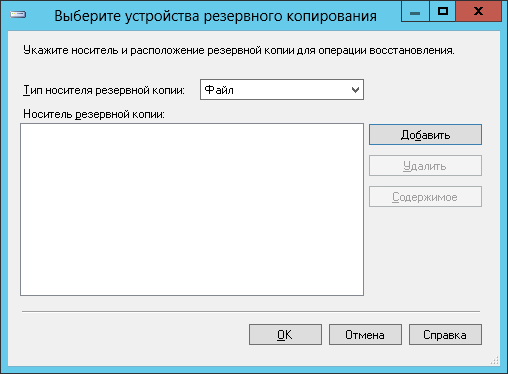 Выберите устройства резервного копирования
Укажите носитель и расположение резервной копии для операции восстановления.
Тип носителя резервной копии: Файл
Носитель резервной копии:
Добавить
Удалить
Содержимое
OK Отмена Справка